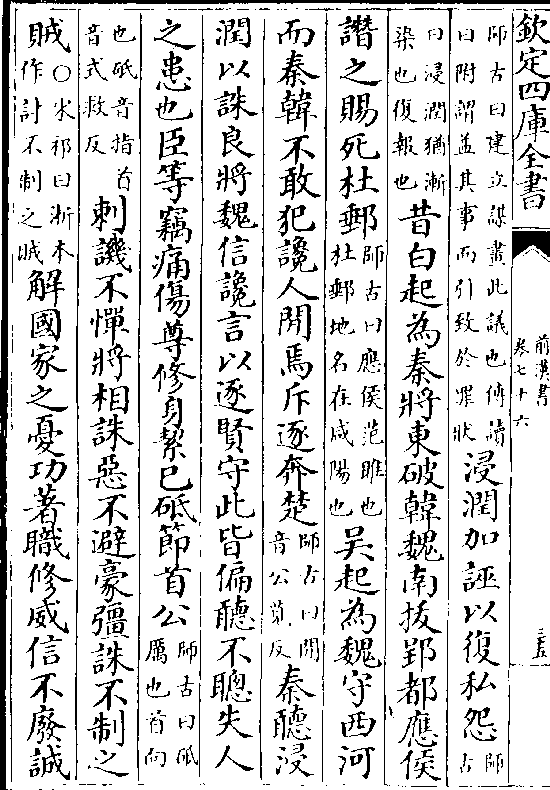 欽定四庫全書
前漢書
卷七十六
三五
師古曰建立謀畫此議也傅讀曰附謂益其事而引致於罪狀浸潤加誣以復私怨師古
曰浸潤猶漸染也復報也昔白起為秦將東破韓魏南拔郢都應侯
譖之賜死杜郵師古曰應侯范睢也杜郵地名在咸陽也吳起為魏守西河
而秦韓不敢犯讒人間焉斥逐奔楚師古曰間音公莧反秦聽浸
潤以誅良將魏信讒言以逐賢守此皆偏聽不聰失人
之患也臣等竊痛傷尊修身絜已砥節首公師古曰砥厲也首向
也砥音指首音式救反刺譏不憚將相誅惡不避豪彊誅不制之
賊○宋祁曰浙本作計不制之賊解國家之憂功著職修威信不廢誠